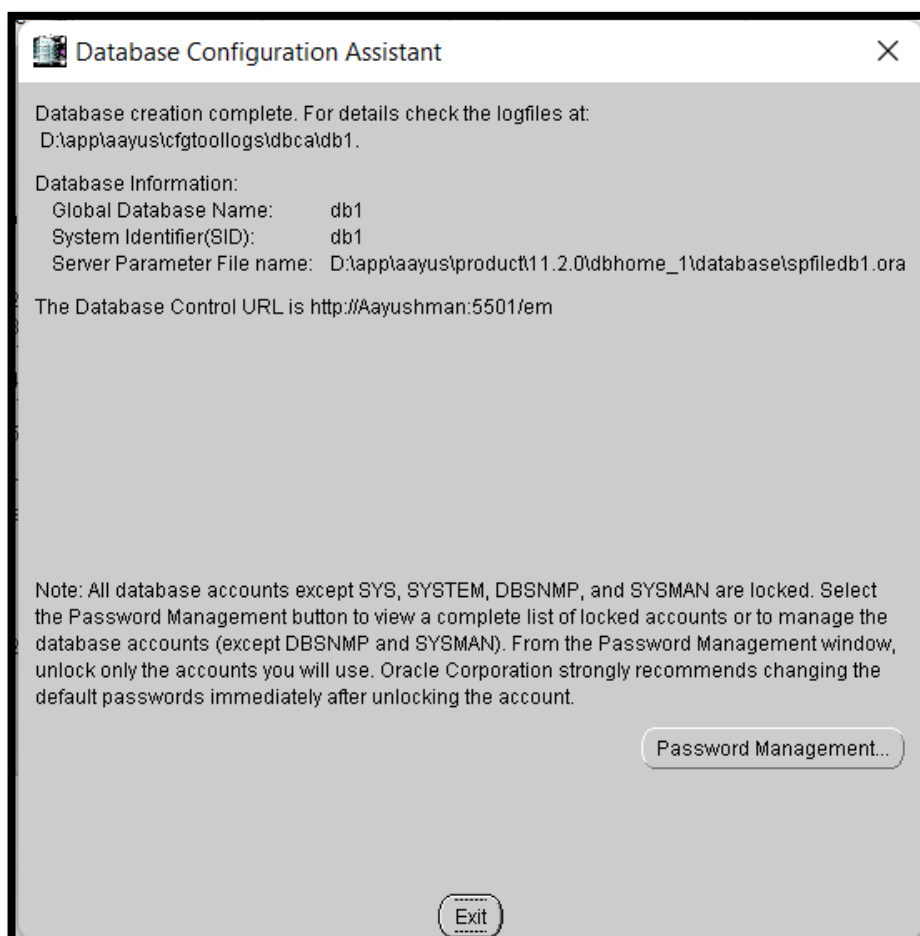 Database Configuration Assistant
Database creation complete. For details check the logfiles at:
D:\app\aayus\cfgtoollogs\dbca\db1.
Database Information:
Global Database Name: db1
System Identifier(SID): db1
Server Parameter File name: D:\app\aayus\product\11.2.0\dbhome_1\database\spfiledb1.ora
The Database Control URL is http://Aayushman:5501/em
Note: All database accounts except SYS, SYSTEM, DBSNMP, and SYSMAN are locked. Select
the Password Management button to view a complete list of locked accounts or to manage the
database accounts (except DBSNMP and SYSMAN). From the Password Management window,
unlock only the accounts you will use. Oracle Corporation strongly recommends changing the
default passwords immediately after unlocking the account.
Password Management...
Exit